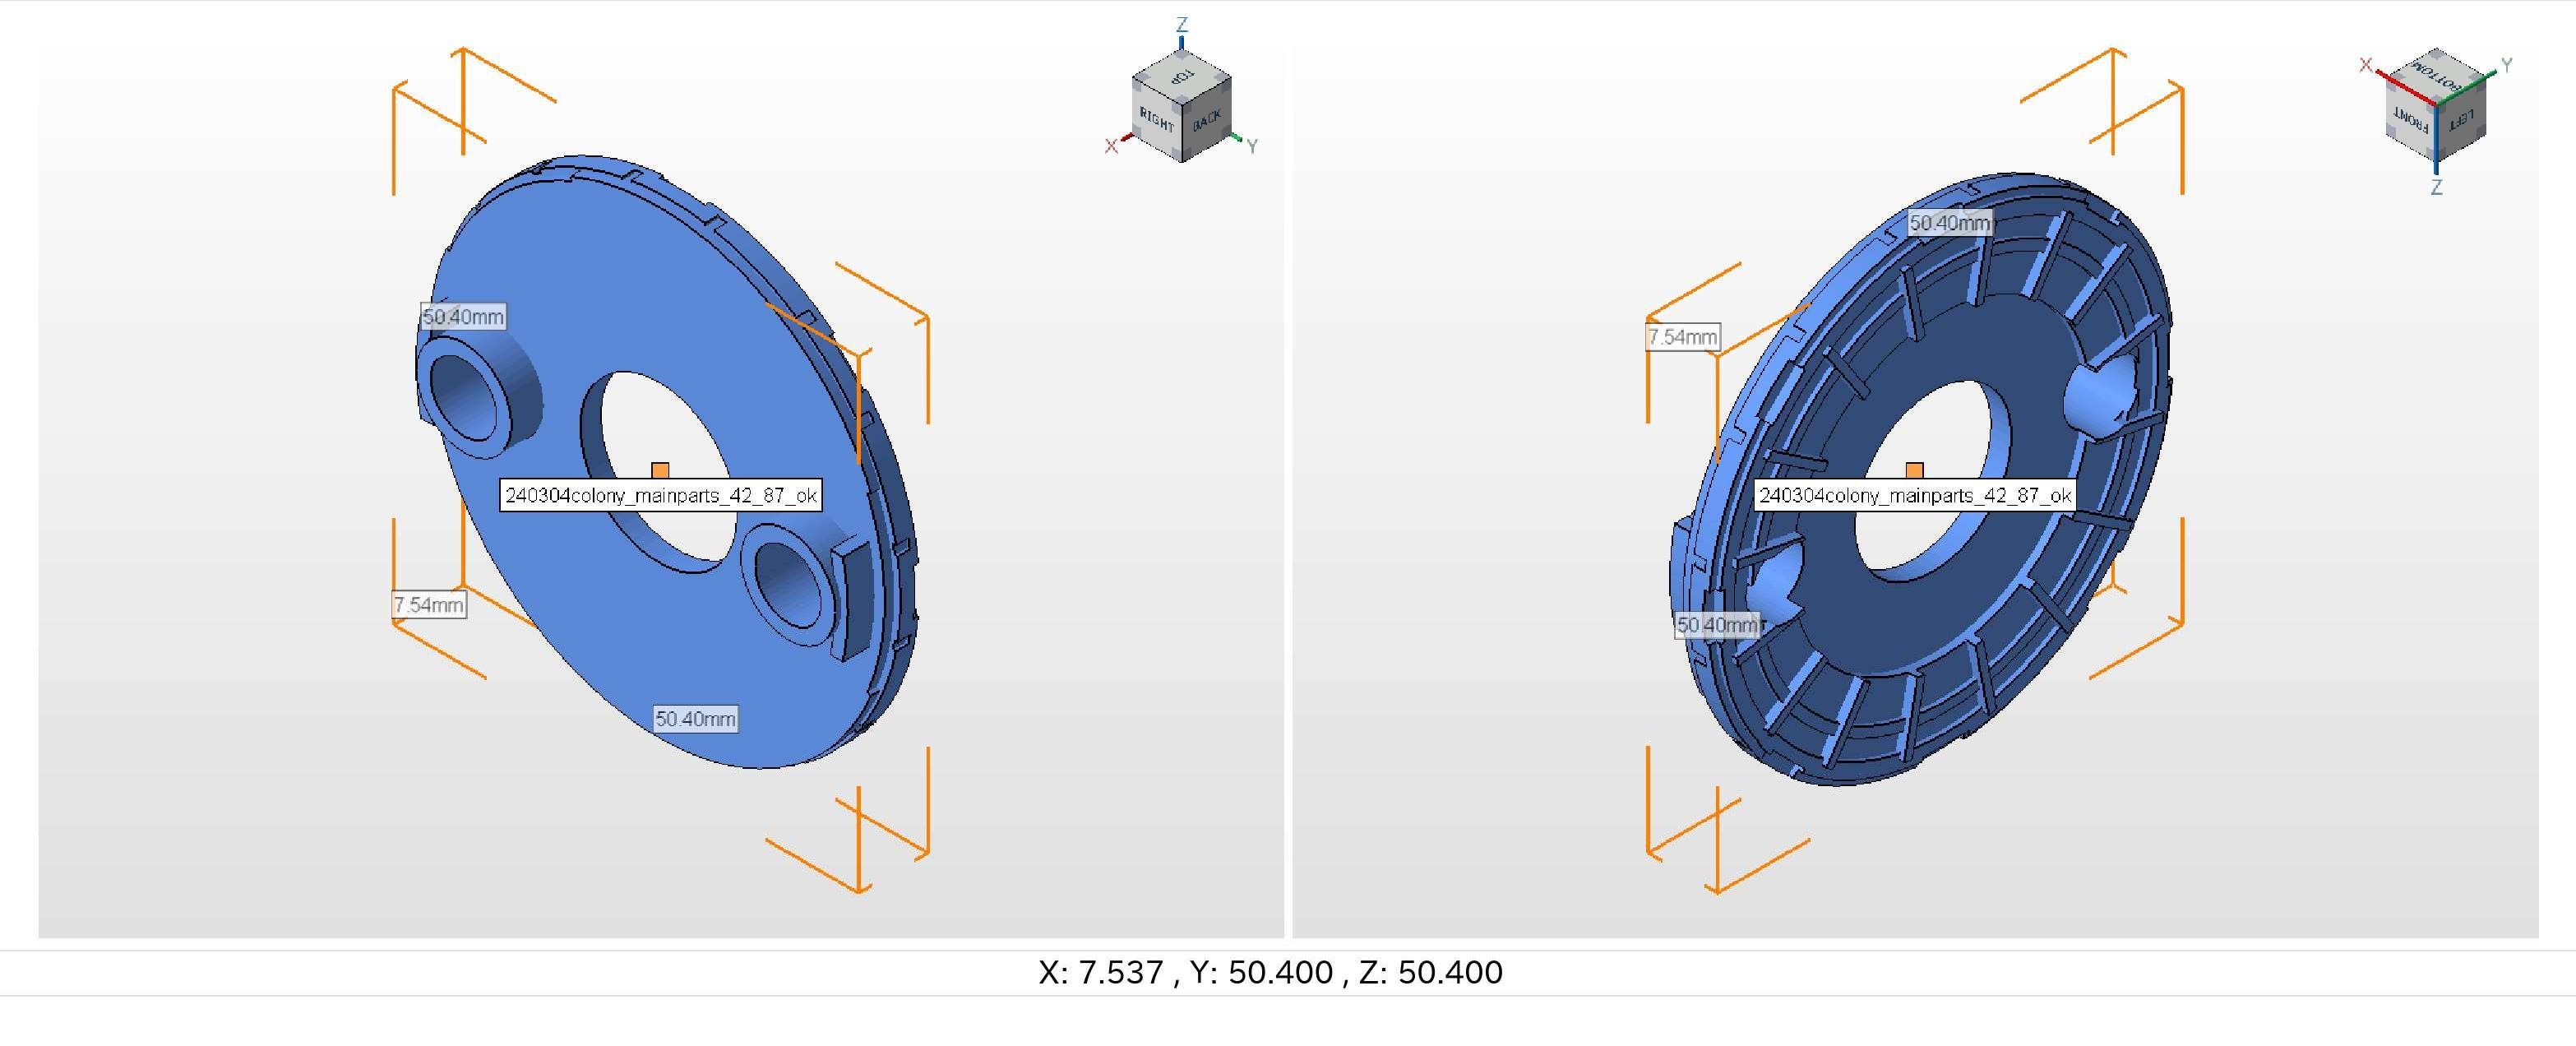 Z
TOP
RIGHT
BACK
X
Y
50.40mm
240304colony_mainparts_42_87_ok
7.54mm
50.40mm
X
Y
BOTTOM
FRONT
LEFT
Z
50.40mm
7.54mm
240304colony_mainparts_42_87_ok
50.40mm
X: 7.537 , Y: 50.400 , Z: 50.400